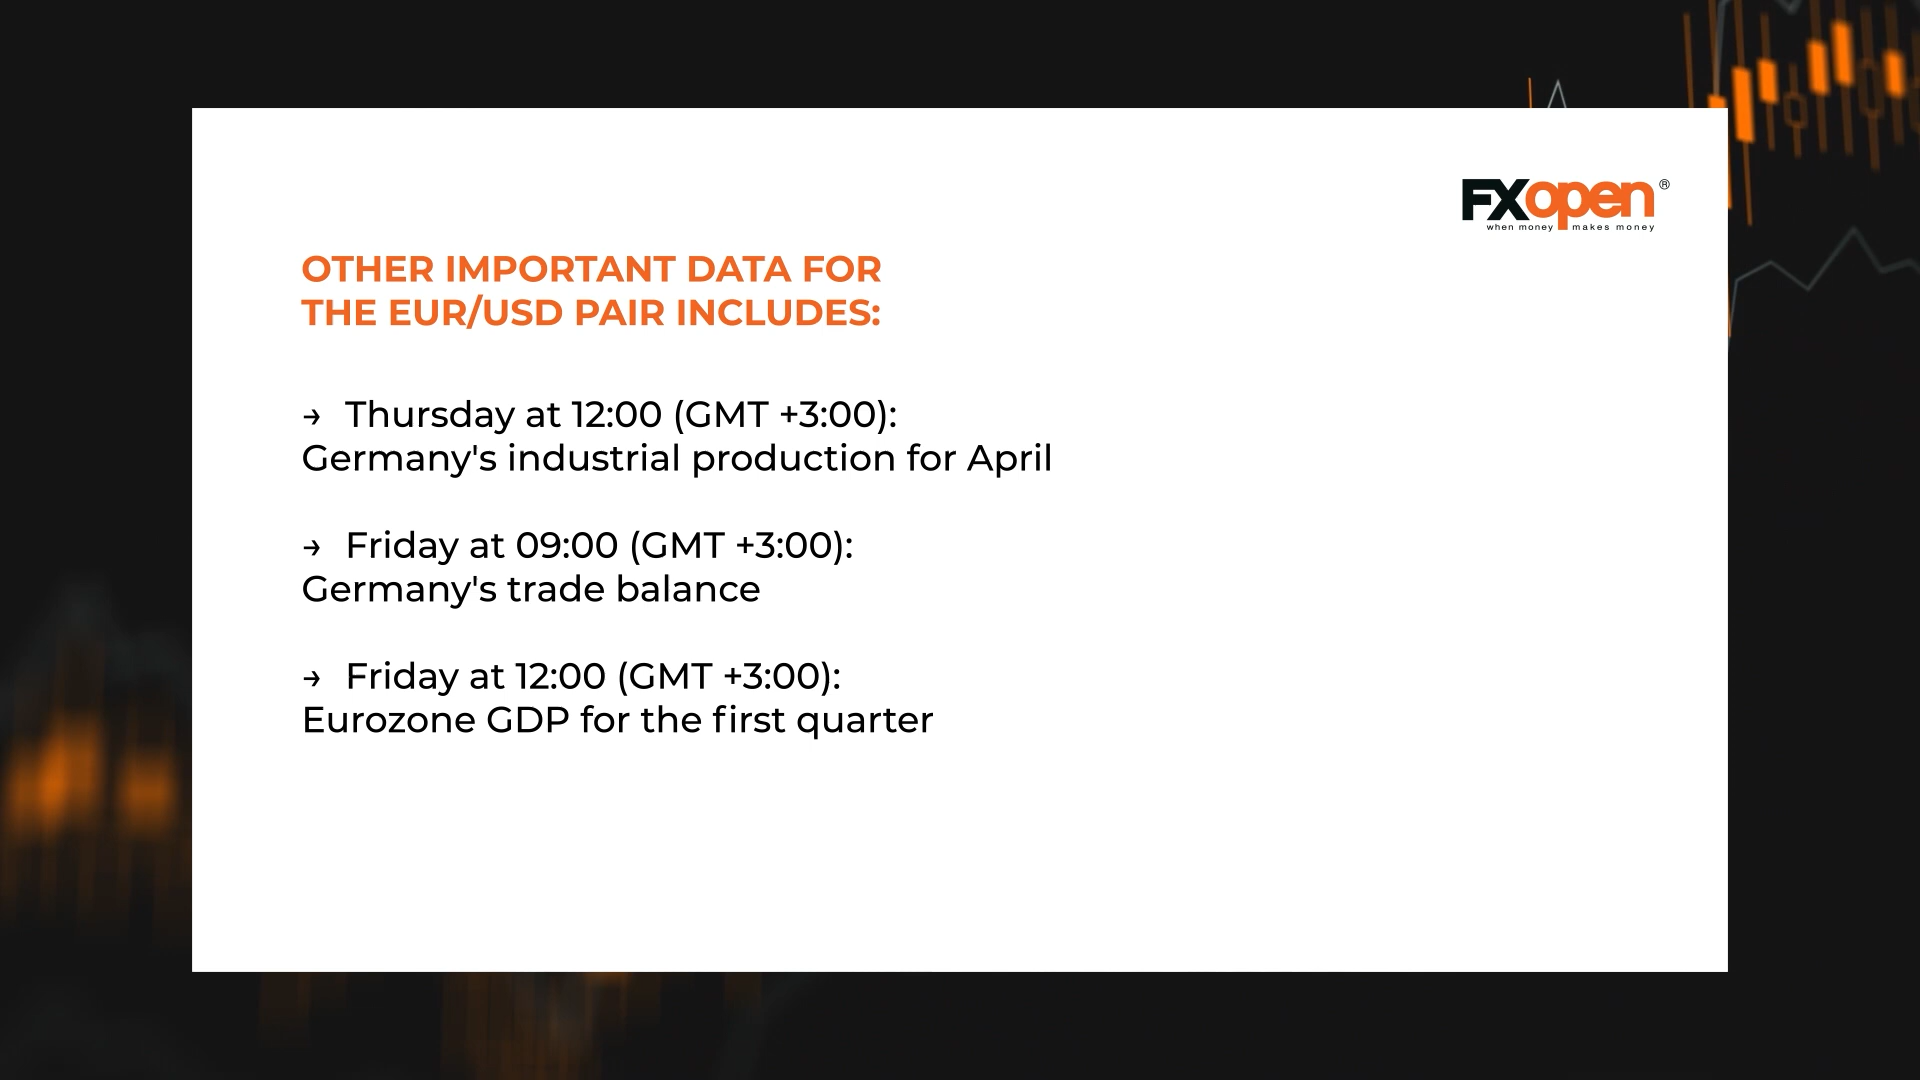 FXopen®
when money makes money
OTHER IMPORTANT DATA FOR
THE EUR/USD PAIR INCLUDES:
→ Thursday at 12:00 (GMT +3:00):
Germany's industrial production for April
→ Friday at 09:00 (GMT +3:00):
Germany's trade balance
→ Friday at 12:00 (GMT +3:00):
Eurozone GDP for the first quarter